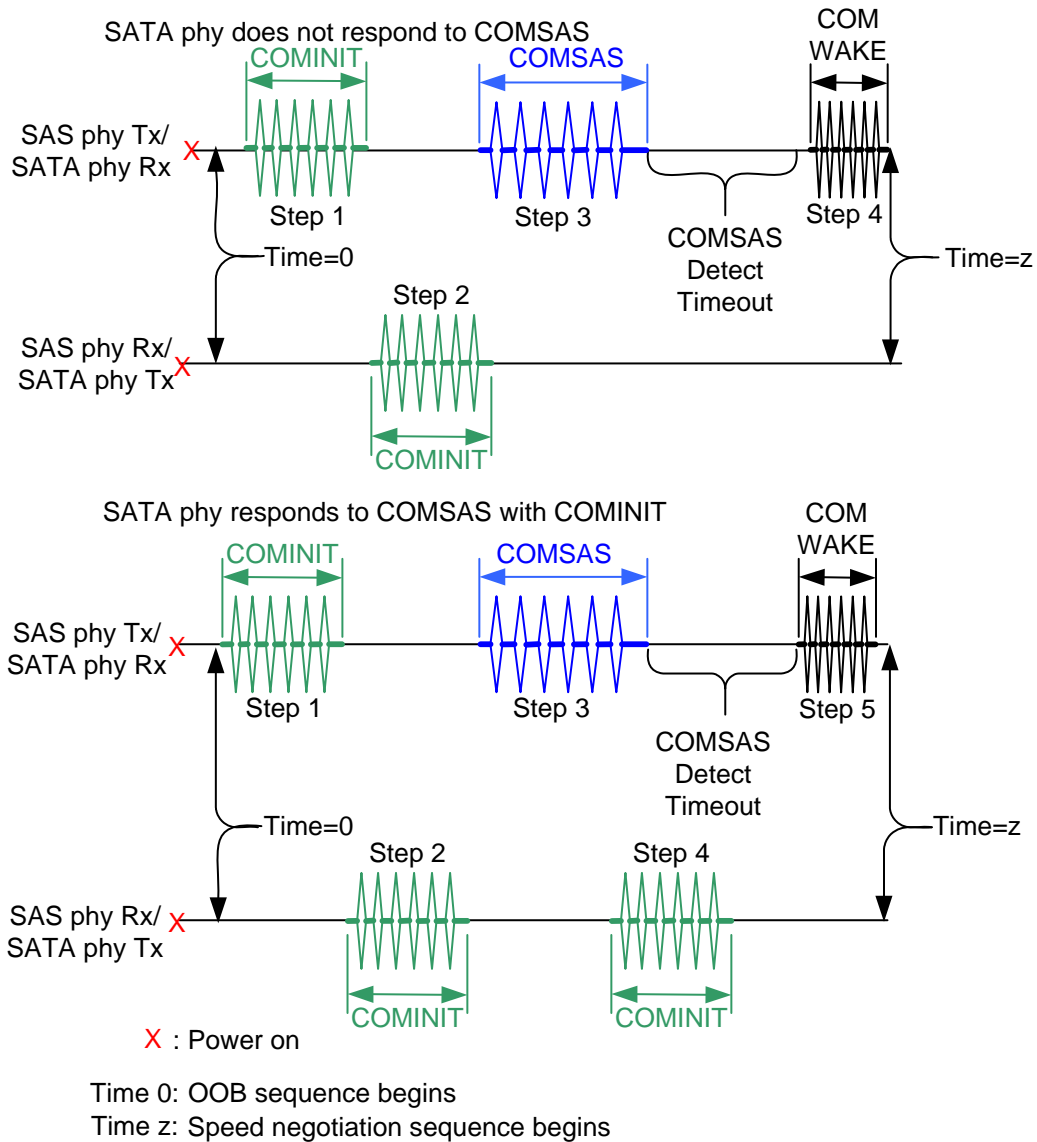 SATA phy does not respond to COMSAS
COMINIT
COMSAS
COM
WAKE
SAS phy Tx/
SATA phy Rx
X
Step 1
Step 3
Step 4
Time=0
COMSAS
Detect
Timeout
Time=z
Step 2
SAS phy Rx/
SATA phy Tx
X
COMINIT
SATA phy responds to COMSAS with COMINIT
COM
WAKE
COMINIT
COMSAS
SAS phy Tx/
SATA phy Rx
X
Step 1
Step 3
Step 5
COMSAS
Detect
Timeout
Time=0
Time=z
Step 2
Step 4
SAS phy Rx/
SATA phy Tx
X
COMINIT
COMINIT
X : Power on
Time 0: OOB sequence begins
Time z: Speed negotiation sequence begins